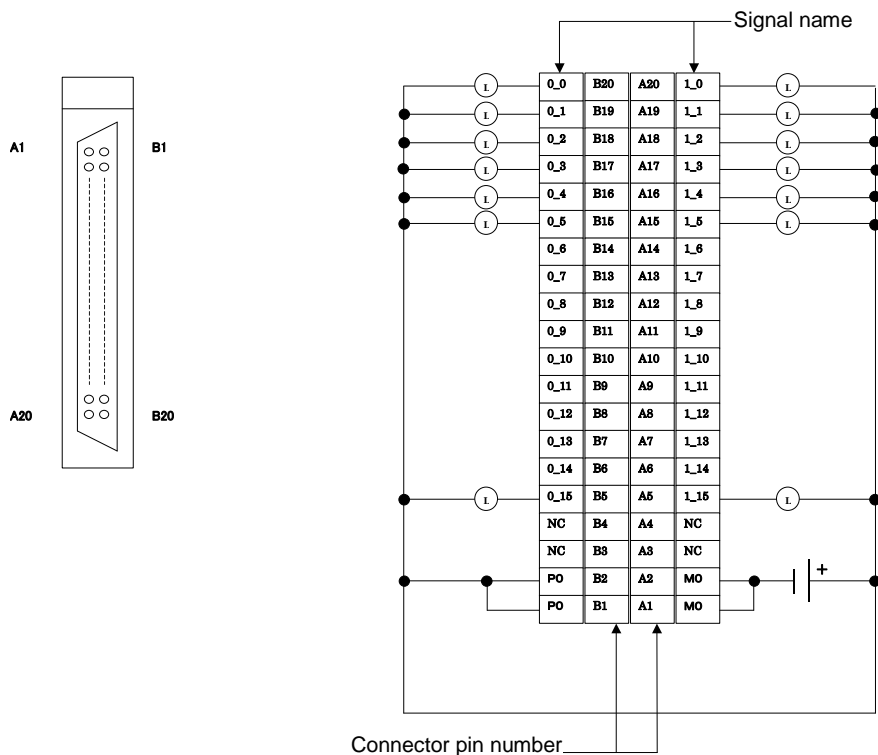 Signal name
A1 B1
A20 B20
L 0_0 B20 A20 1_0 L
L 0_1 B19 A19 1_1 L
L 0_2 B18 A18 1_2 L
L 0_3 B17 A17 1_3 L
L 0_4 B16 A16 1_4 L
L 0_5 B15 A15 1_5 L
0_6 B14 A14 1_6
0_7 B13 A13 1_7
0_8 B12 A12 1_8
0_9 B11 A11 1_9
0_10 B10 A10 1_10
0_11 B9 A9 1_11
0_12 B8 A8 1_12
0_13 B7 A7 1_13
0_14 B6 A6 1_14
L 0_15 B5 A5 1_15 L
NC B4 A4 NC
NC B3 A3 NC
P0 B2 A2 M0 +
P0 B1 A1 M0
Connector pin number